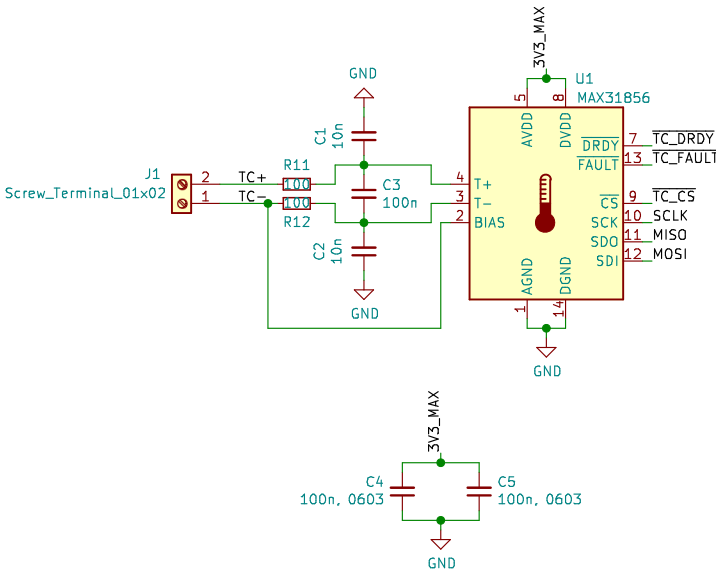 3V3_MAX
GND
U1
MAX31856
5
8
AVDD
DVDD
C1
10n
7
DRDY
TC_DRDY
13
FAULT
TC_FAULT
J1
Screw_Terminal_01x02
2
TC+
R11
100
C3
100n
4
T+
1
TC-
100
R12
3
T-
2
BIAS
9
CS
TC_CS
10
SCK
SCLK
11
SDO
MISO
12
SDI
MOSI
C2
10n
GND
AGND
DGND
1
14
GND
3V3_MAX
C4
100n, 0603
C5
100n, 0603
GND